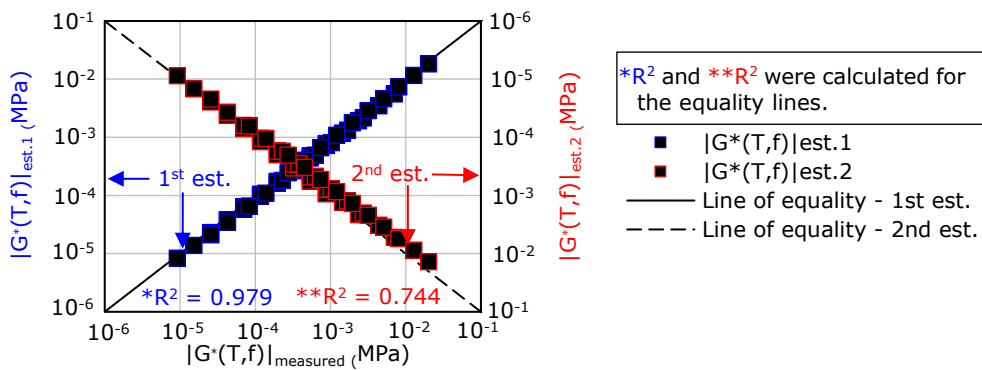 10⁻¹
10⁻²
10⁻³
10⁻⁴
10⁻⁵
10⁻⁶
|G*(T,f)|est.1 (MPa)
10⁻⁶
10⁻⁵
10⁻⁴
10⁻³
10⁻²
10⁻¹
|G*(T,f)|est.2 (MPa)
1st est.
2nd est.
*R² = 0.979
**R² = 0.744
10⁻⁶ 10⁻⁵ 10⁻⁴ 10⁻³ 10⁻² 10⁻¹
|G*(T,f)|measured (MPa)
*R² and **R² were calculated for
the equality lines.
|G*(T,f)|est.1
|G*(T,f)|est.2
Line of equality - 1st est.
Line of equality - 2nd est.